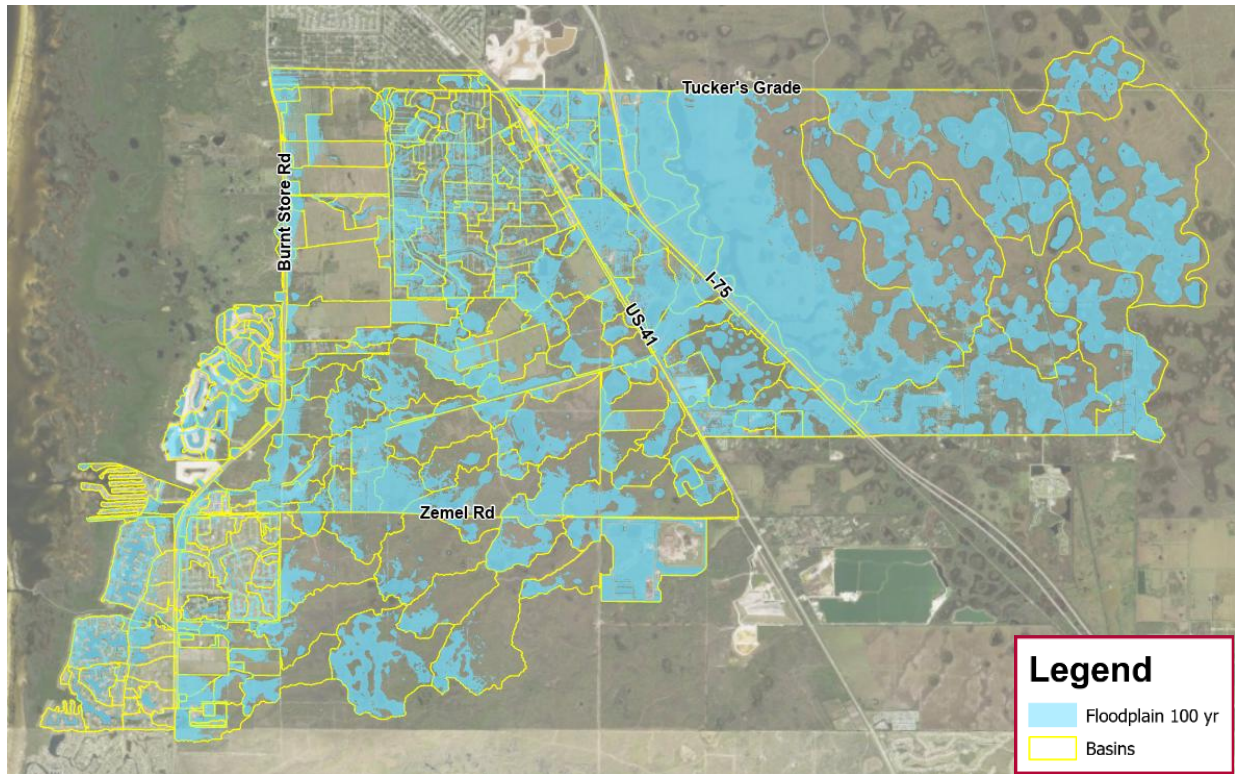 Tucker's Grade
Burnt Store Rd
I-75
US-41
Zemel Rd
Legend
Floodplain 100 yr
Basins